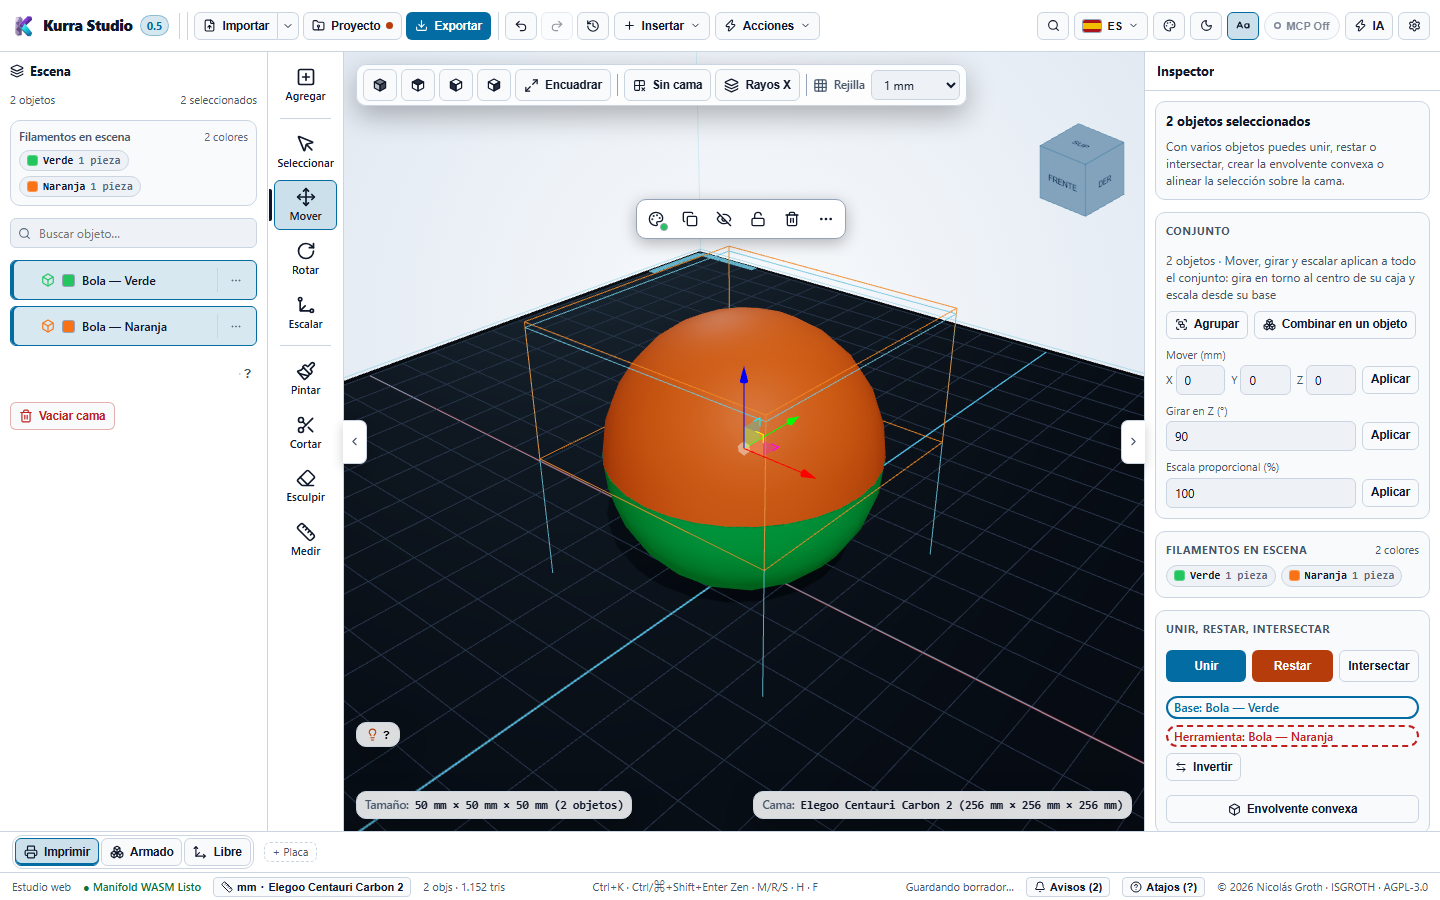 Kurra Studio 0.5
Importar
Proyecto
Exportar
Insertar
Acciones
ES
Aa
MCP Off
IA
Escena
2 objetos
2 seleccionados
Filamentos en escena
2 colores
Verde 1 pieza
Naranja 1 pieza
Buscar objeto...
Bola — Verde
Bola — Naranja
· ?
Vaciar cama
Agregar
Seleccionar
Mover
Rotar
Escalar
Pintar
Cortar
Esculpir
Medir
Encuadrar
Sin cama
Rayos X
Rejilla
1 mm
FRENTE
DER
?
Tamaño: 50 mm × 50 mm × 50 mm (2 objetos)
Cama: Elegoo Centauri Carbon 2 (256 mm × 256 mm × 256 mm)
Inspector
2 objetos seleccionados
Con varios objetos puedes unir, restar o
intersectar, crear la envolvente convexa o
alinear la selección sobre la cama.
CONJUNTO
2 objetos · Mover, girar y escalar aplican a todo
el conjunto: gira en torno al centro de su caja y
escala desde su base
Agrupar
Combinar en un objeto
Mover (mm)
X 0 Y 0 Z 0 Aplicar
Girar en Z (°)
90 Aplicar
Escala proporcional (%)
100 Aplicar
FILAMENTOS EN ESCENA
2 colores
Verde 1 pieza
Naranja 1 pieza
UNIR, RESTAR, INTERSECTAR
Unir
Restar
Intersectar
Base: Bola — Verde
Herramienta: Bola — Naranja
Invertir
Envolvente convexa
Imprimir
Armado
Libre
+ Placa
Estudio web
Manifold WASM Listo
mm · Elegoo Centauri Carbon 2
2 objs · 1.152 tris
Ctrl+K · Ctrl/⌘+Shift+Enter Zen · M/R/S · H · F
Guardando borrador...
Avisos (2)
Atajos (?)
© 2026 Nicolás Groth · ISGROTH · AGPL-3.0